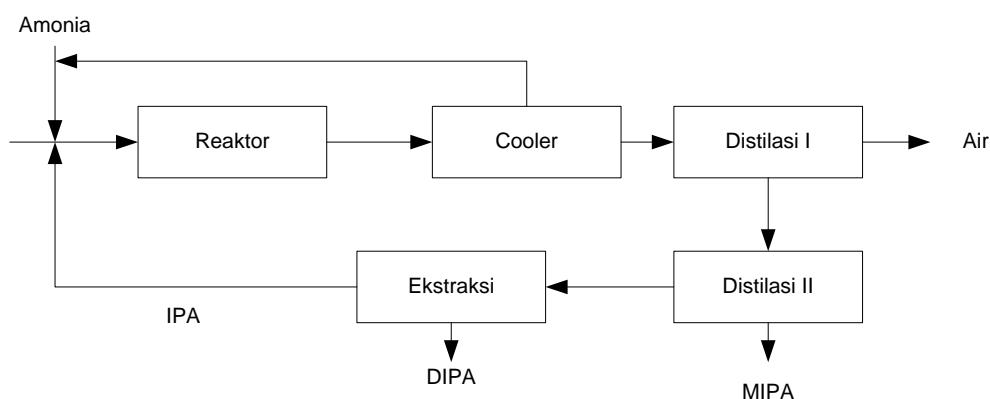 Amonia
Reaktor
Cooler
Distilasi I
Air
Ekstraksi
Distilasi II
IPA
DIPA
MIPA